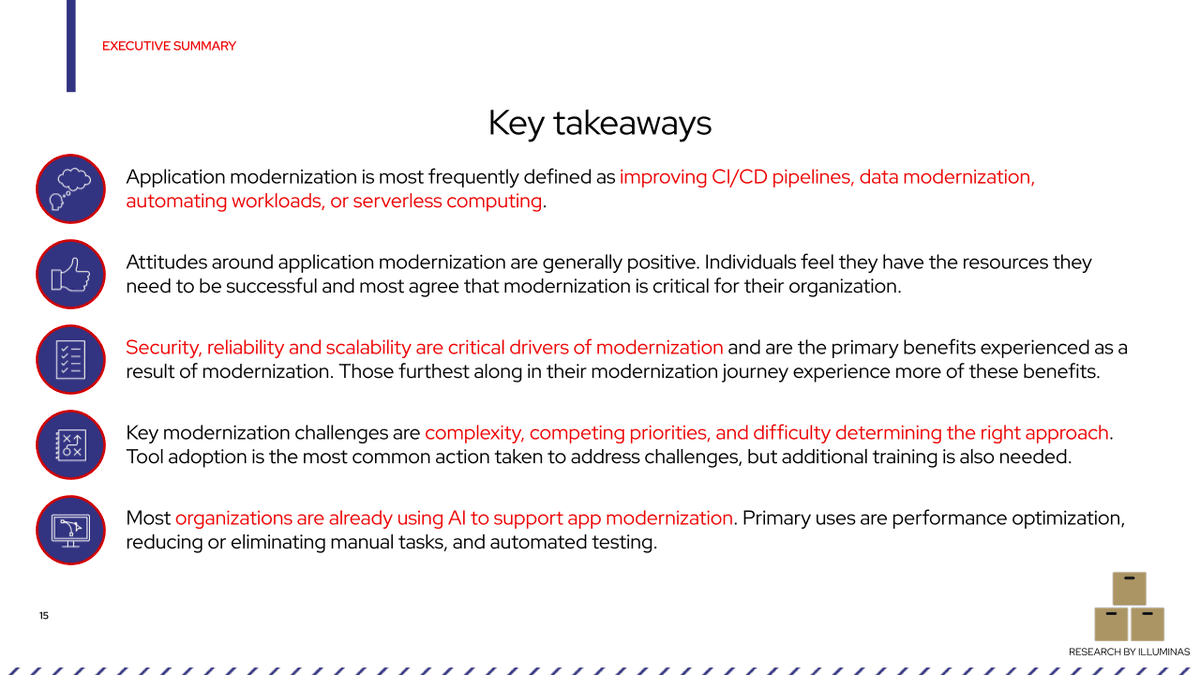 EXECUTIVE SUMMARY
Key takeaways
Application modernization is most frequently defined as improving CI/CD pipelines, data modernization,
automating workloads, or serverless computing.
Attitudes around application modernization are generally positive. Individuals feel they have the resources they
need to be successful and most agree that modernization is critical for their organization.
Security, reliability and scalability are critical drivers of modernization and are the primary benefits experienced as a
result of modernization. Those furthest along in their modernization journey experience more of these benefits.
Key modernization challenges are complexity, competing priorities, and difficulty determining the right approach.
Tool adoption is the most common action taken to address challenges, but additional training is also needed.
Most organizations are already using AI to support app modernization. Primary uses are performance optimization,
reducing or eliminating manual tasks, and automated testing.
15
RESEARCH BY ILLUMINAS